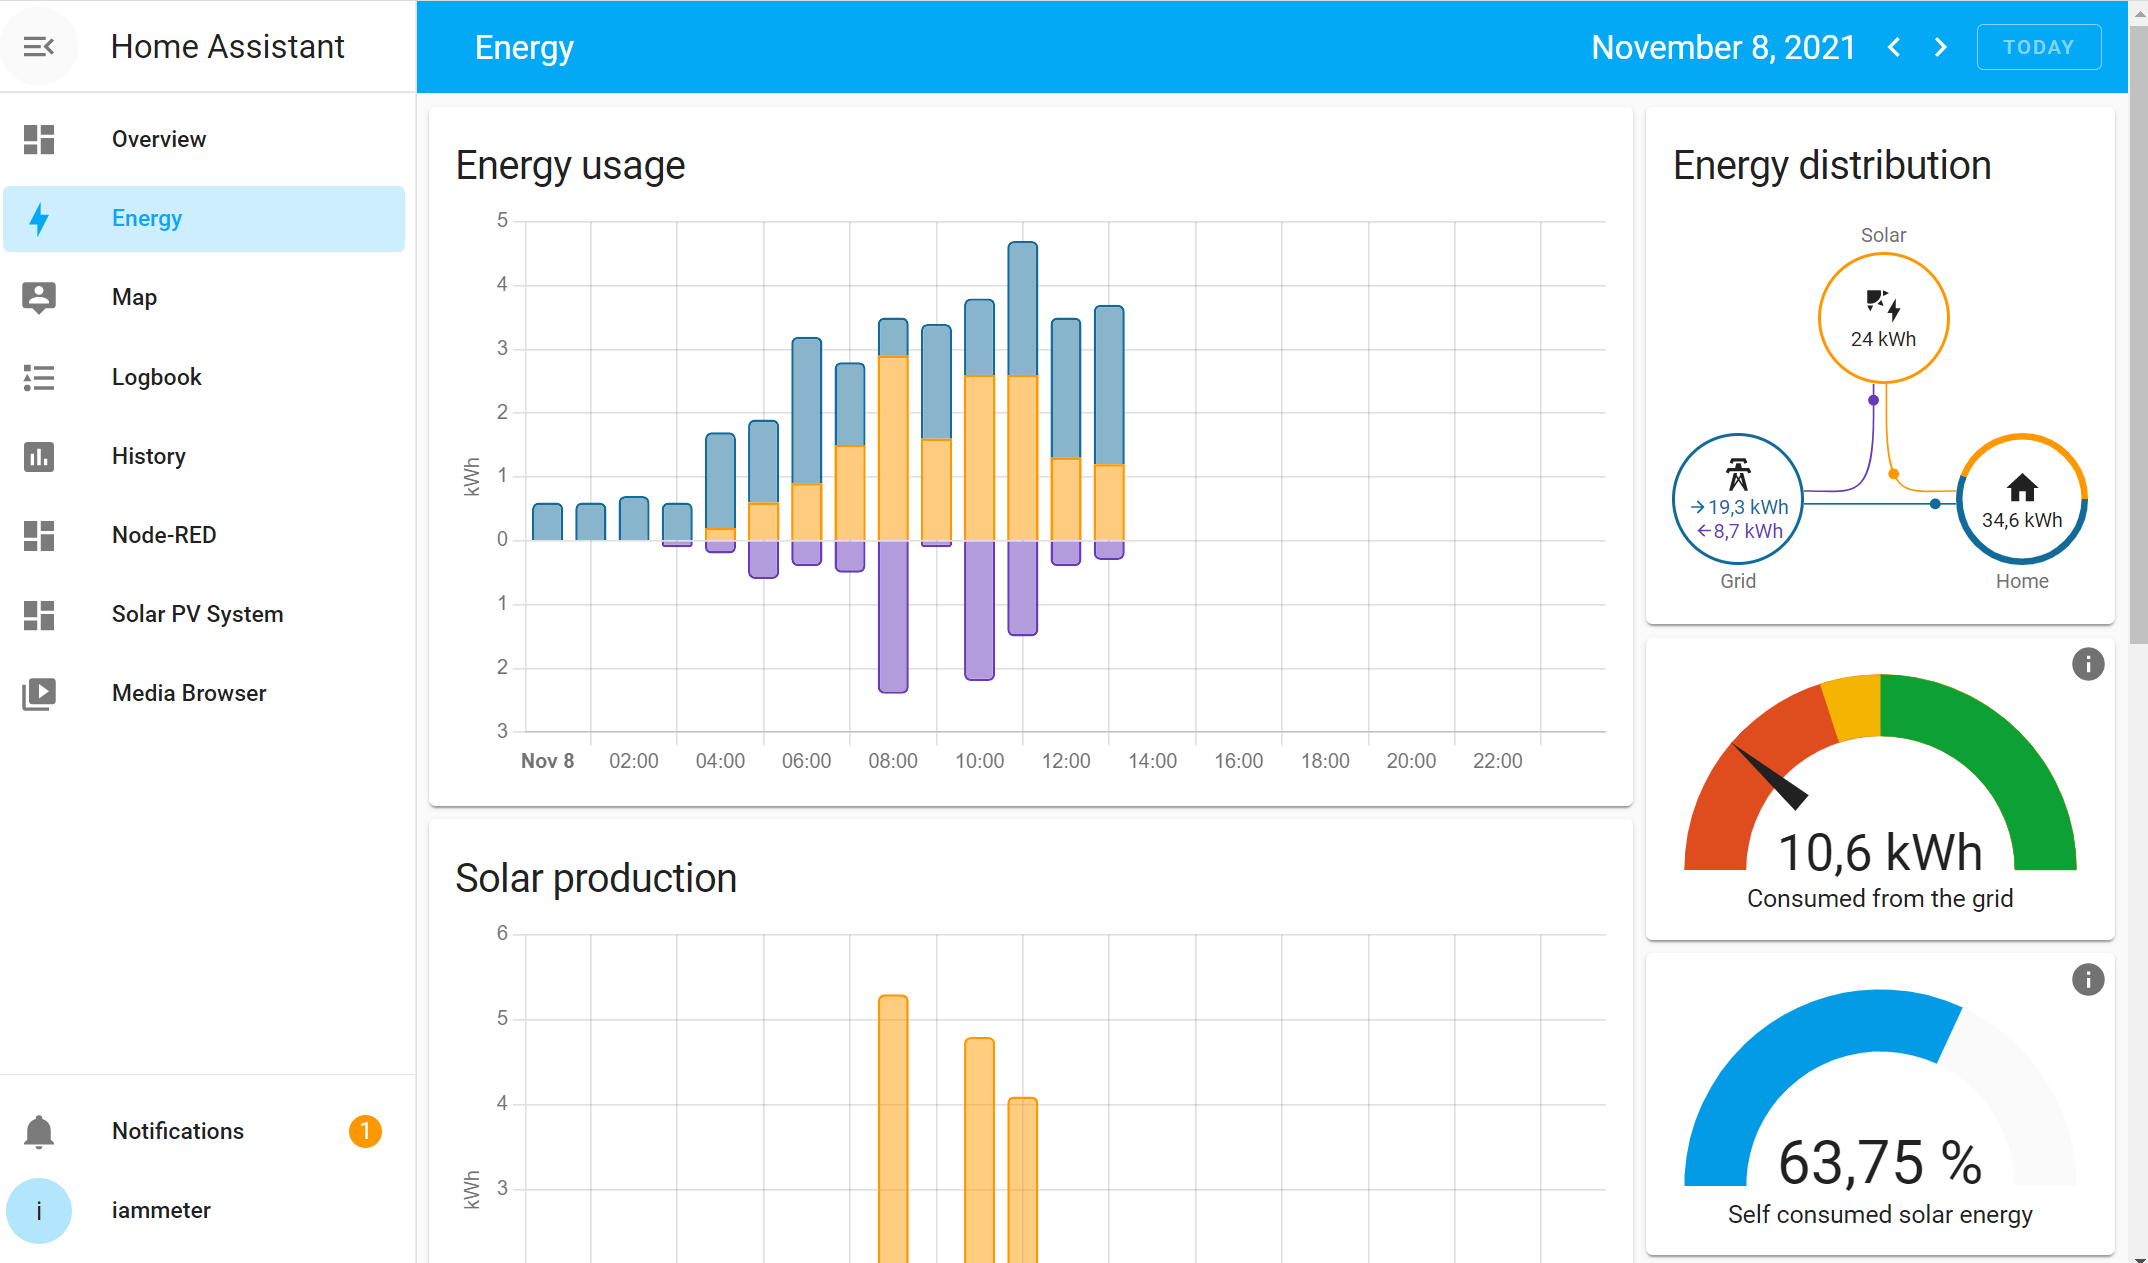 Home Assistant
Overview
Energy
Map
Logbook
History
Node-RED
Solar PV System
Media Browser
Notifications
1
i
iammeter
Energy
November 8, 2021
TODAY
Energy usage
5
4
3
2
1
0
1
2
3
kWh
Nov 8 02:00 04:00 06:00 08:00 10:00 12:00 14:00 16:00 18:00 20:00 22:00
Solar production
6
5
4
3
kWh
Energy distribution
Solar
24 kWh
→19,3 kWh
←8,7 kWh
Grid
34,6 kWh
Home
i
10,6 kWh
Consumed from the grid
i
63,75 %
Self consumed solar energy